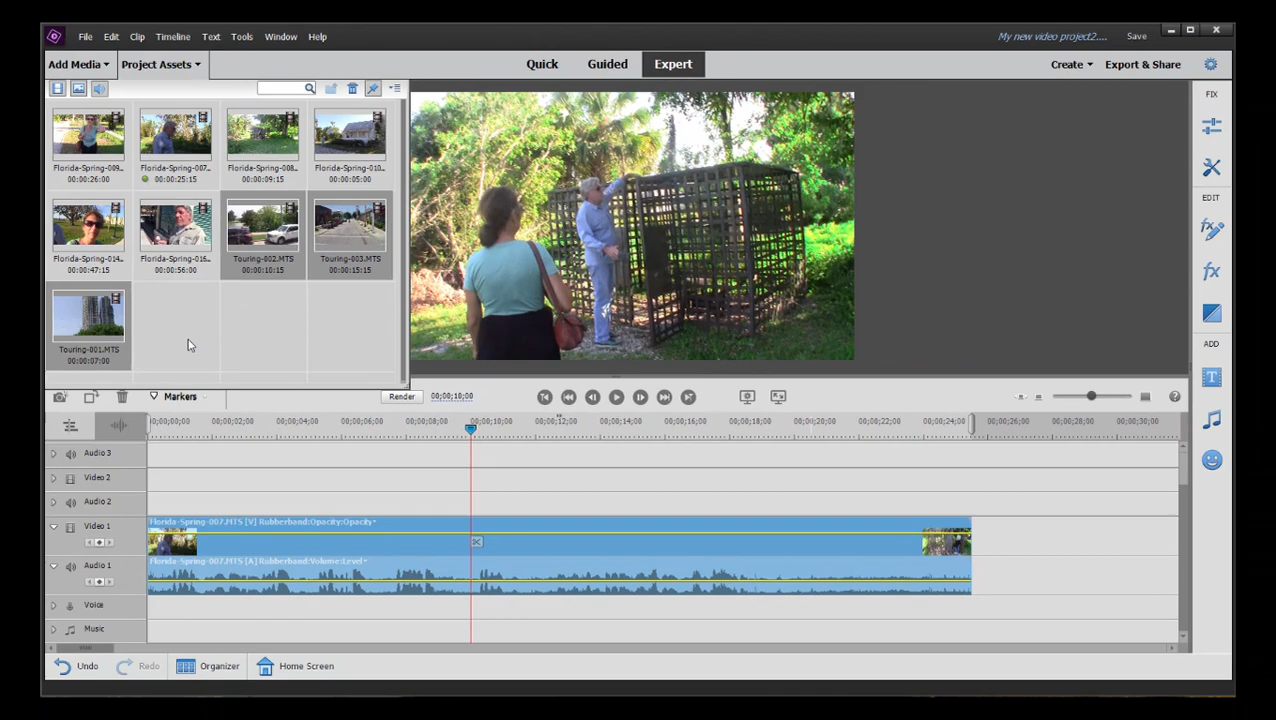 File Edit Clip Timeline Text Tools Window Help
My new video project2.... Save
Add Media Project Assets
Quick Guided Expert
Create Export & Share
FIX
Florida-Spring-009... Florida-Spring-007... Florida-Spring-008... Florida-Spring-010...
00:00:26:00 00:00:25:15 00:00:09:15 00:00:05:00
EDIT
Florida-Spring-014... Florida-Spring-016... Touring-002.MTS Touring-003.MTS
00:00:47:15 00:00:56:00 00:00:10:15 00:00:15:15
ADD
Touring-001.MTS
00:00:07:00
Markers Render 00;00;10;00
00;00;00;00 00;00;02;00 00;00;04;00 00;00;06;00 00;00;08;00 00;00;10;00 00;00;12;00 00;00;14;00 00;00;16;00 00;00;18;00 00;00;20;00 00;00;22;00 00;00;24;00 00;00;26;00 00;00;28;00 00;00;30;00
Audio 3
Video 2
Audio 2
Video 1 Florida-Spring-007.MTS [V] Rubberband:Opacity:Opacity
Audio 1 Florida-Spring-007.MTS [A] Rubberband:Volume:Level
Voice
Music
Undo Redo Organizer Home Screen